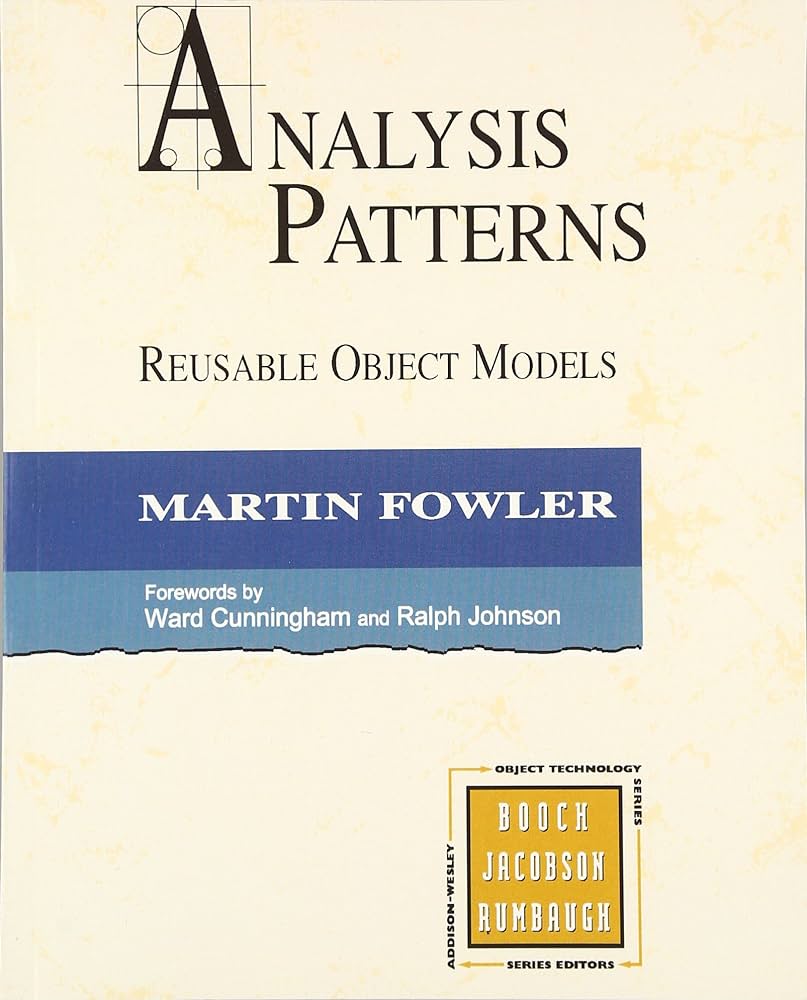 ANALYSIS
PATTERNS
REUSABLE OBJECT MODELS
MARTIN FOWLER
Forewords by
Ward Cunningham and Ralph Johnson
OBJECT TECHNOLOGY
SERIES
BOOCH
JACOBSON
RUMBAUGH
ADDISON-WESLEY
SERIES EDITORS